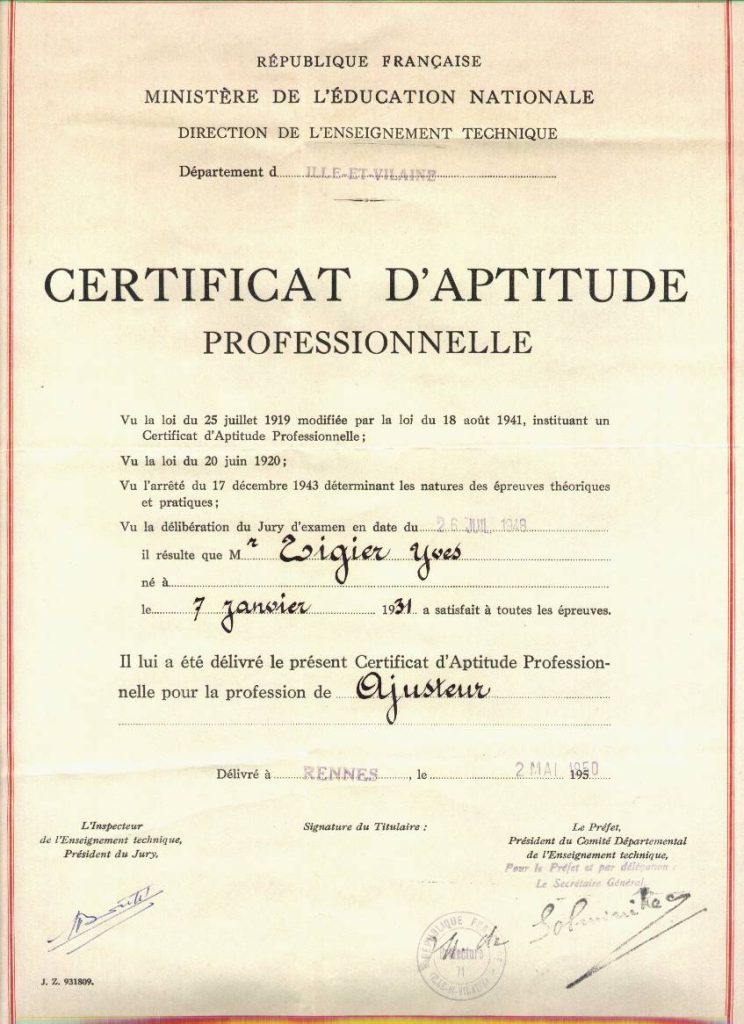 RÉPUBLIQUE FRANÇAISE
MINISTÈRE DE L'ÉDUCATION NATIONALE
DIRECTION DE L'ENSEIGNEMENT TECHNIQUE
Département d ILLE-ET-VILAINE
CERTIFICAT D'APTITUDE
PROFESSIONNELLE
Vu la loi du 25 juillet 1919 modifiée par la loi du 18 août 1941, instituant un
Certificat d'Aptitude Professionnelle ;
Vu la loi du 20 juin 1920 ;
Vu l'arrêté du 17 décembre 1943 déterminant les natures des épreuves théoriques
et pratiques ;
Vu la délibération du Jury d'examen en date du 26 JUIL 1948
il résulte que Mr Yves
né à
le 7 janvier 1931 a satisfait à toutes les épreuves.
Il lui a été délivré le présent Certificat d'Aptitude Profession-
nelle pour la profession de Ajusteur
Délivré à RENNES, le 2 MAI 1950
L'Inspecteur
de l'Enseignement technique,
Président du Jury,
Signature du Titulaire :
Le Préfet,
Président du Comité Départemental
de l'Enseignement technique,
Pour le Préfet et par délégation :
Le Secrétaire Général
J. Z. 931809.